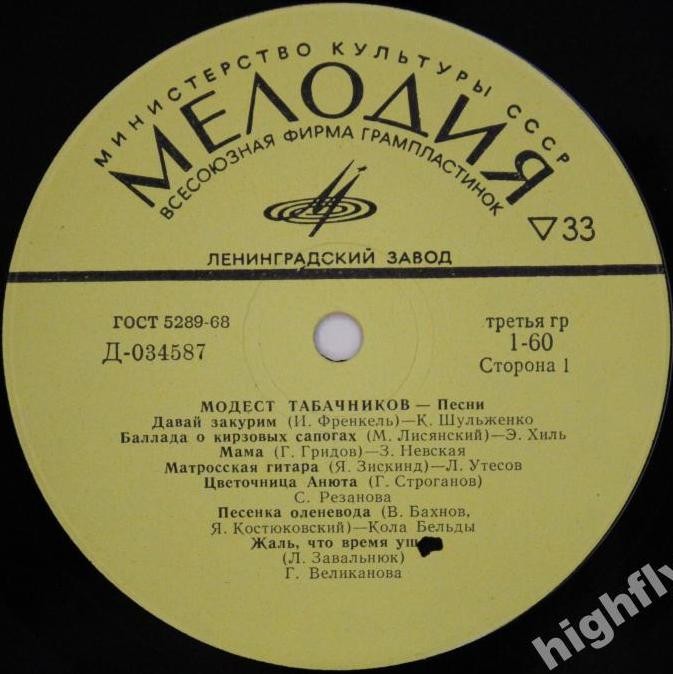 МИНИСТЕРСТВО КУЛЬТУРЫ СССР
МЕЛОДИЯ
ВСЕСОЮЗНАЯ ФИРМА ГРАМПЛАСТИНОК
33
ЛЕНИНГРАДСКИЙ ЗАВОД
ГОСТ 5289-68
третья гр
Д-034587
1-60
Сторона 1
МОДЕСТ ТАБАЧНИКОВ — Песни
Давай закурим (И. Френкель)—К. Шульженко
Баллада о кирзовых сапогах (М. Лисянский)—Э. Хиль
Мама (Г. Гридов)—З. Невская
Матросская гитара (Я. Зискинд)—Л. Утесов
Цветочница Анюта (Г. Строганов)
С. Резанова
Песенка оленевода (В. Бахнов,
Я. Костюковский)—Кола Бельды
Жаль, что время
(Л. Завальнюк)
Г. Великанова
highfly